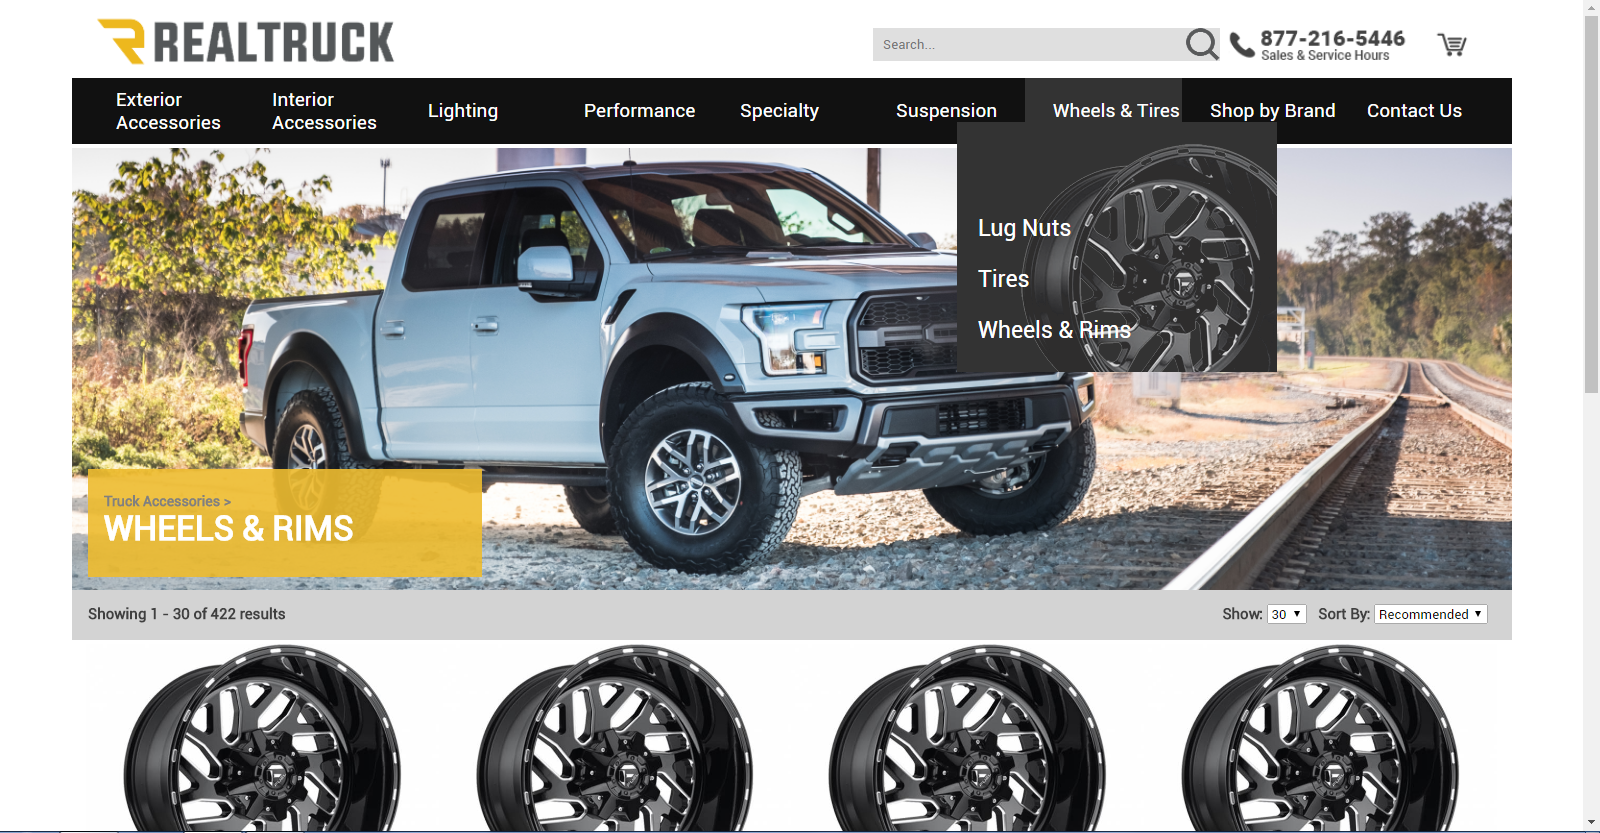 REALTRUCK
Search...
877-216-5446
Sales & Service Hours
Exterior
Accessories
Interior
Accessories
Lighting
Performance
Specialty
Suspension
Wheels & Tires
Shop by Brand
Contact Us
Lug Nuts
Tires
Wheels & Rims
Truck Accessories >
WHEELS & RIMS
Showing 1 - 30 of 422 results
Show: 30
Sort By: Recommended